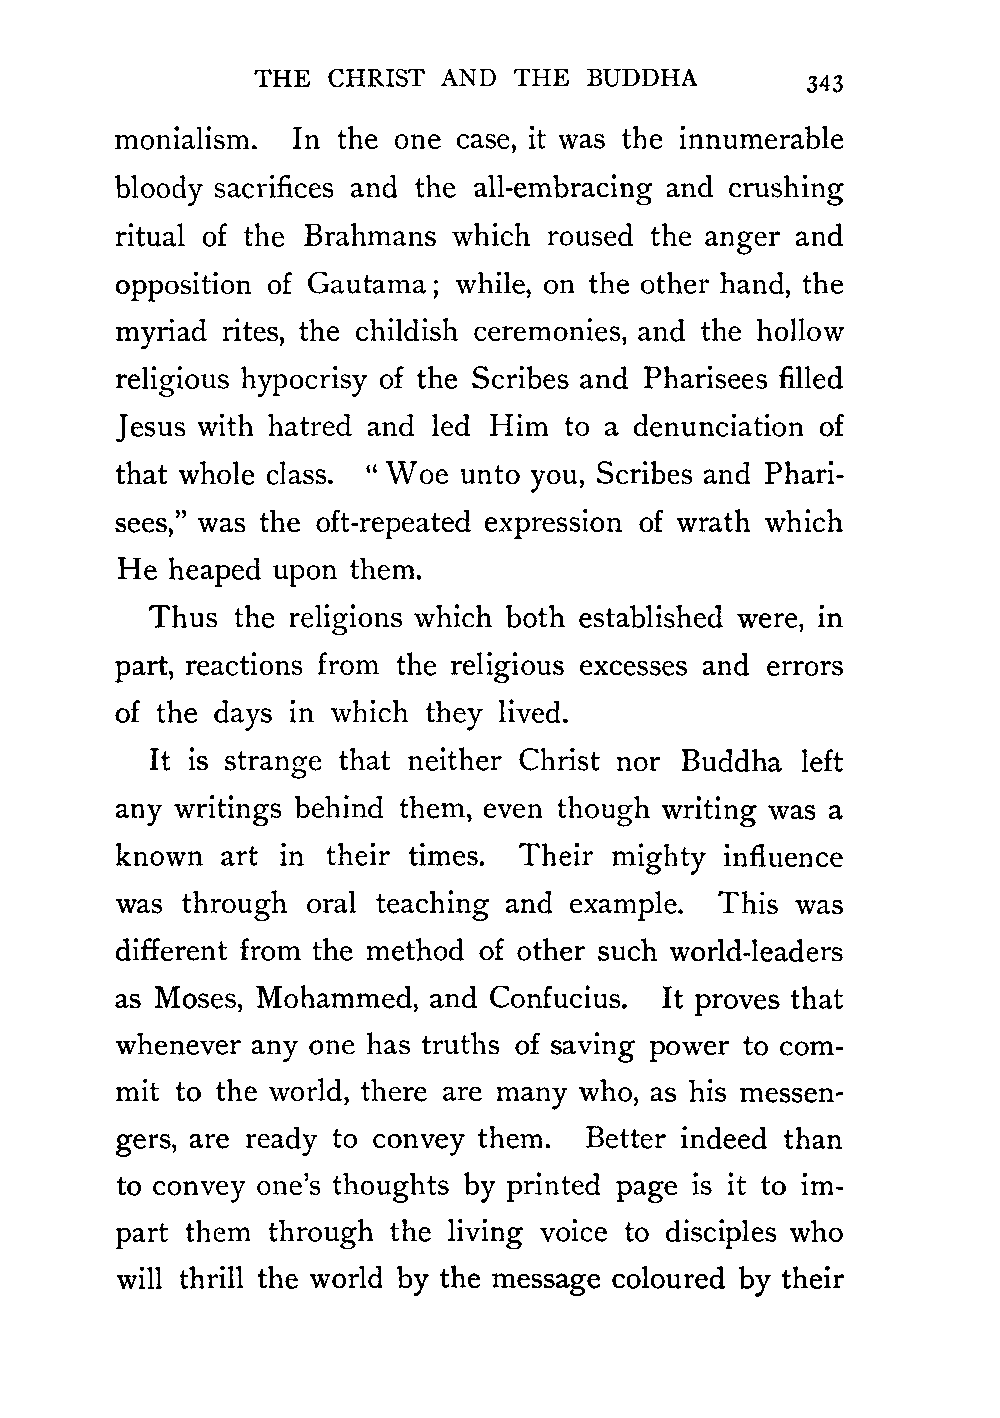 THE CHRIST AND THE BUDDHA 343
monialism. In the one case, it was the innumerable
bloody sacrifices and the all-embracing and crushing
ritual of the Brahmans which roused the anger and
opposition of Gautama; while, on the other hand, the
myriad rites, the childish ceremonies, and the hollow
religious hypocrisy of the Scribes and Pharisees filled
Jesus with hatred and led Him to a denunciation of
that whole class. “Woe unto you, Scribes and Phari-
sees,” was the oft-repeated expression of wrath which
He heaped upon them.
Thus the religions which both established were, in
part, reactions from the religious excesses and errors
of the days in which they lived.
It is strange that neither Christ nor Buddha left
any writings behind them, even though writing was a
known art in their times. Their mighty influence
was through oral teaching and example. This was
different from the method of other such world-leaders
as Moses, Mohammed, and Confucius. It proves that
whenever any one has truths of saving power to com-
mit to the world, there are many who, as his messen-
gers, are ready to convey them. Better indeed than
to convey one's thoughts by printed page is it to im-
part them through the living voice to disciples who
will thrill the world by the message coloured by their